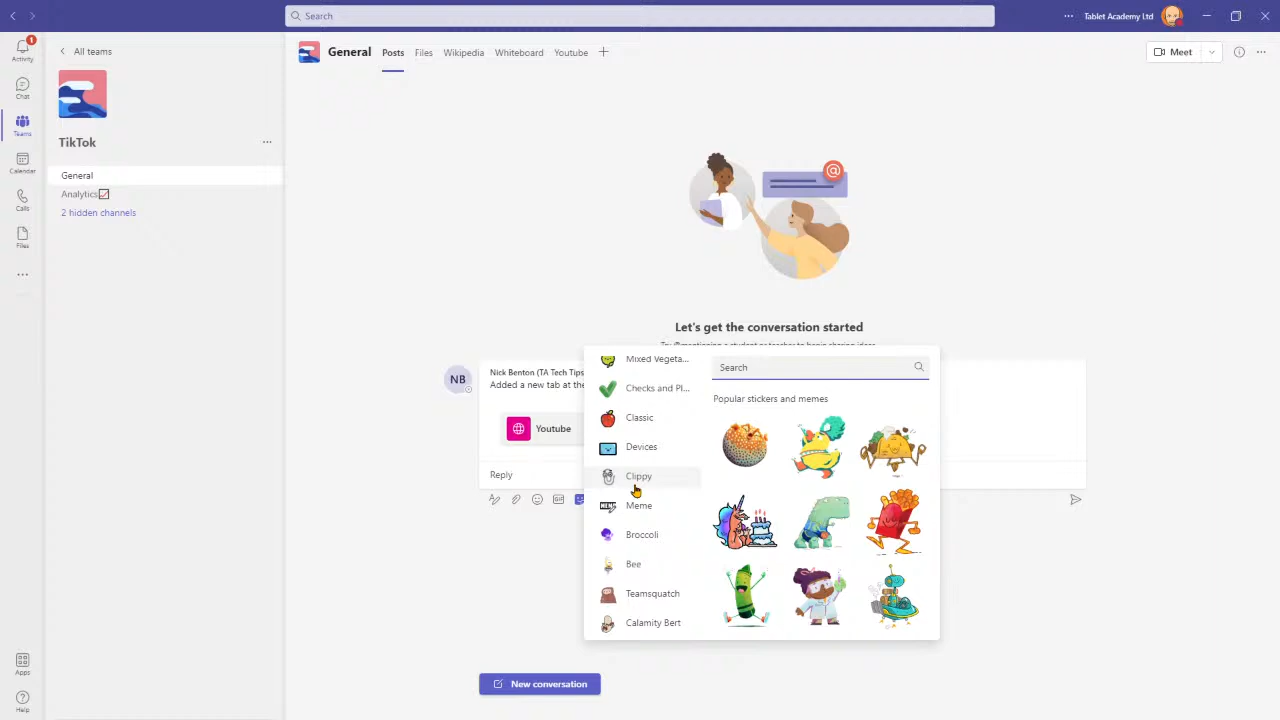 Search
Tablet Academy Ltd
1
Activity
Chat
Teams
Calendar
Calls
Files
Apps
Help
All teams
TikTok
General
Analytics
2 hidden channels
General
Posts
Files
Wikipedia
Whiteboard
Youtube
Meet
@
Let's get the conversation started
NB
Nick Benton (TA Tech Tips
Added a new tab at the
Youtube
Reply
GIF
Mixed Vegeta...
Checks and Pl...
Classic
Devices
Clippy
Meme
Broccoli
Bee
Teamsquatch
Calamity Bert
Search
Popular stickers and memes
New conversation